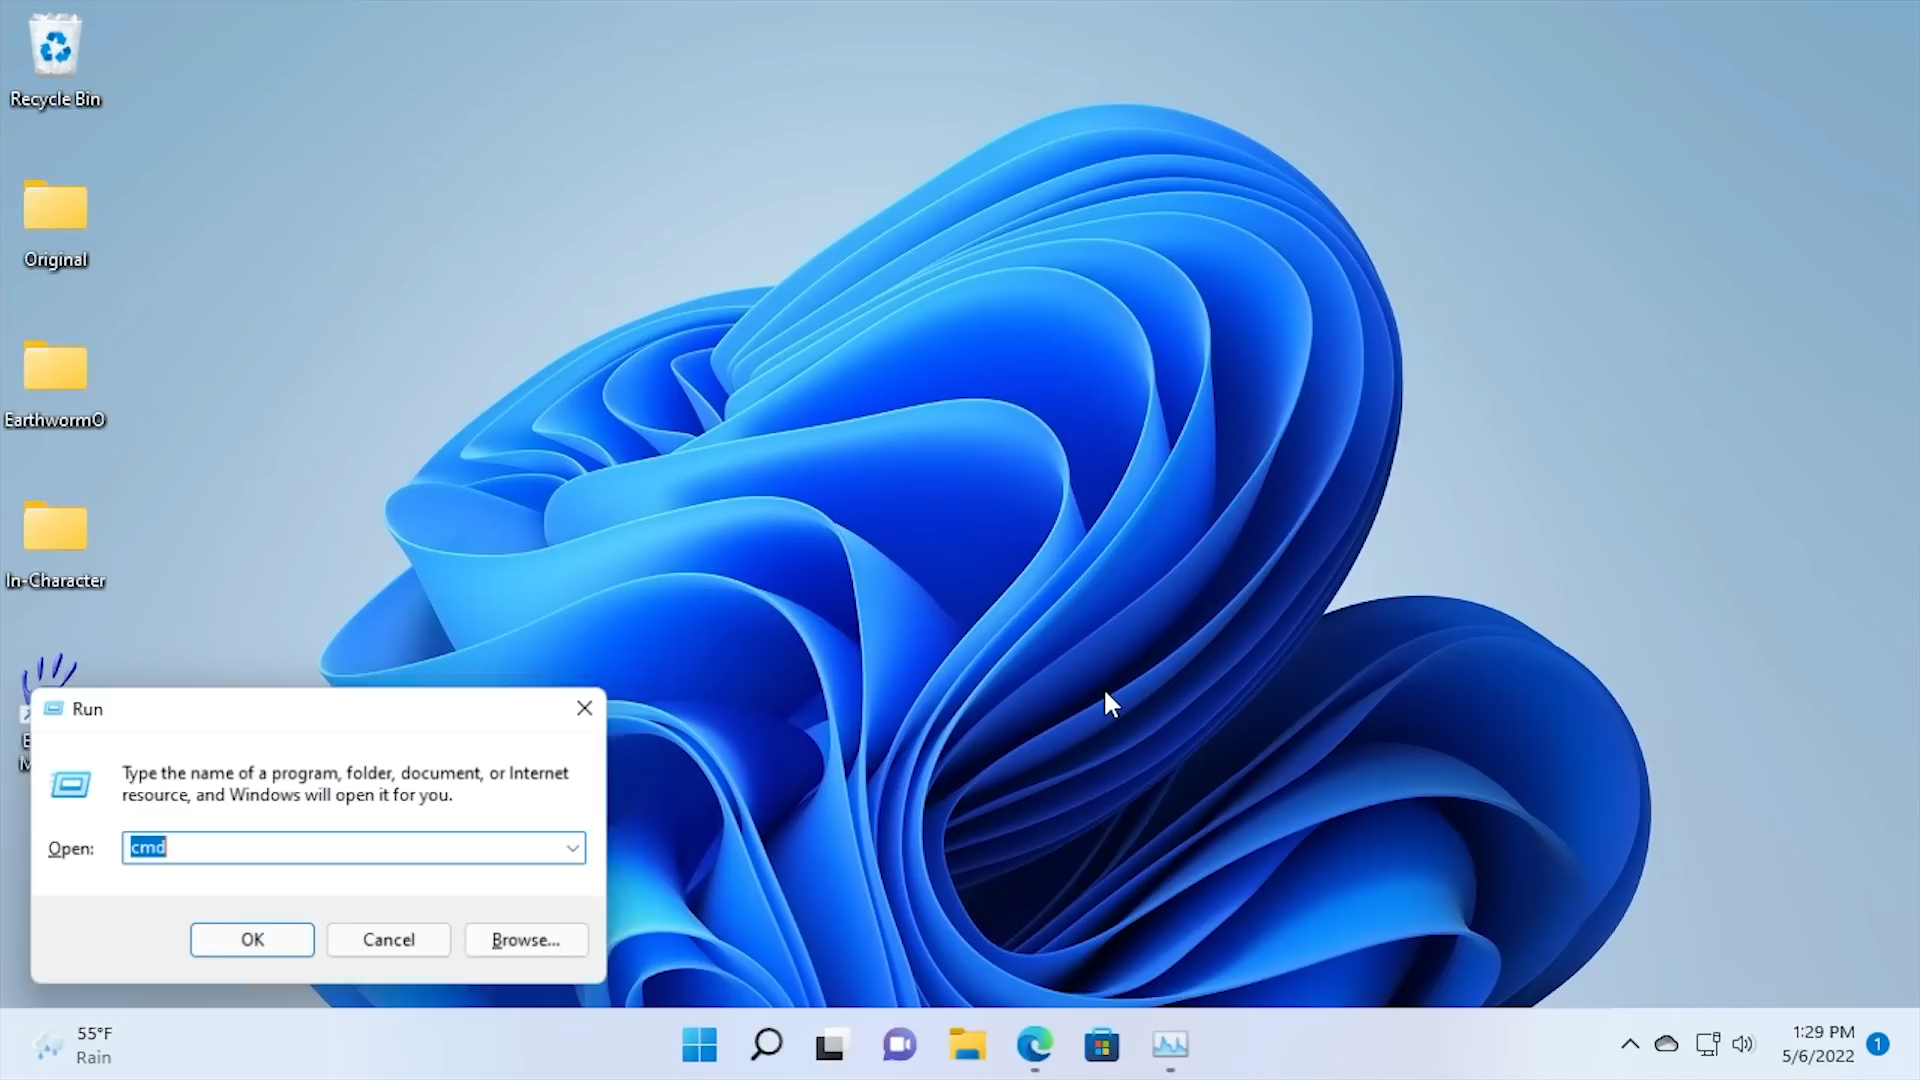 Recycle Bin
Original
EarthwormO
In-Character
Run
Type the name of a program, folder, document, or Internet
resource, and Windows will open it for you.
Open:
cmd
OK
Cancel
Browse...
55°F
Rain
1:29 PM
5/6/2022
1